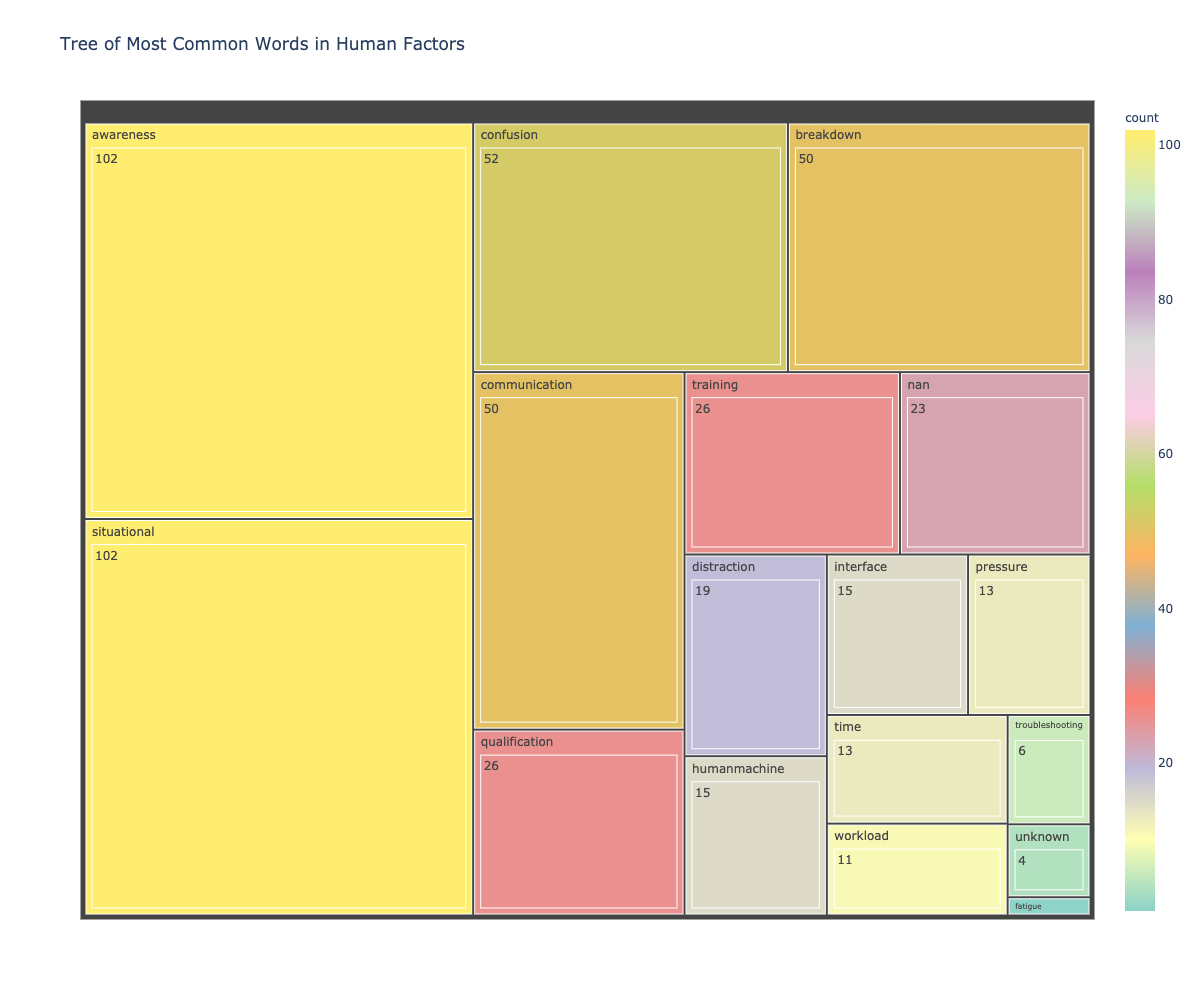 Tree of Most Common Words in Human Factors
awareness
102
situational
102
confusion
52
breakdown
50
communication
50
qualification
26
training
26
nan
23
distraction
19
humanmachine
15
interface
15
pressure
13
time
13
workload
11
troubleshooting
6
unknown
4
fatigue
count
100
80
60
40
20